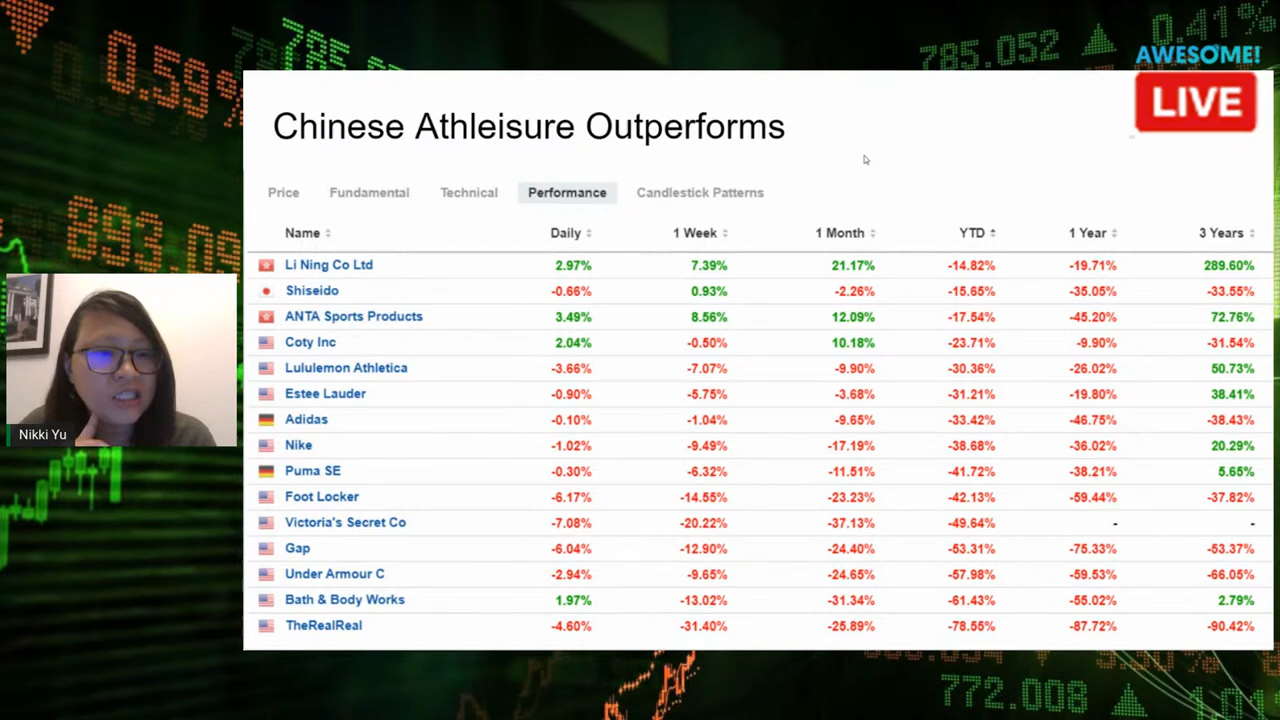 0.59%
785.052
0.41%
AWESOME!
LIVE
Chinese Athleisure Outperforms
893.09
Price Fundamental Technical Performance Candlestick Patterns
Name Daily 1 Week 1 Month YTD 1 Year 3 Years
Li Ning Co Ltd 2.97% 7.39% 21.17% -14.82% -19.71% 289.60%
Shiseido -0.66% 0.93% -2.26% -15.65% -35.05% -33.55%
ANTA Sports Products 3.49% 8.56% 12.09% -17.54% -45.20% 72.76%
Coty Inc 2.04% -0.50% 10.18% -23.71% -9.90% -31.54%
Lululemon Athletica -3.66% -7.07% -9.90% -30.36% -26.02% 50.73%
Estee Lauder -0.90% -5.75% -3.68% -31.21% -19.80% 38.41%
Adidas -0.10% -1.04% -9.65% -33.42% -46.75% -38.43%
Nikki Yu
Nike -1.02% -9.49% -17.19% -38.68% -36.02% 20.29%
Puma SE -0.30% -6.32% -11.51% -41.72% -38.21% 5.65%
Foot Locker -6.17% -14.55% -23.23% -42.13% -59.44% -37.82%
Victoria's Secret Co -7.08% -20.22% -37.13% -49.64% - -
Gap -6.04% -12.90% -24.40% -53.31% -75.33% -53.37%
Under Armour C -2.94% -9.65% -24.65% -57.98% -59.53% -66.05%
Bath & Body Works 1.97% -13.02% -31.34% -61.43% -55.02% 2.79%
TheRealReal -4.60% -31.40% -25.89% -78.55% -87.72% -90.42%
772.008